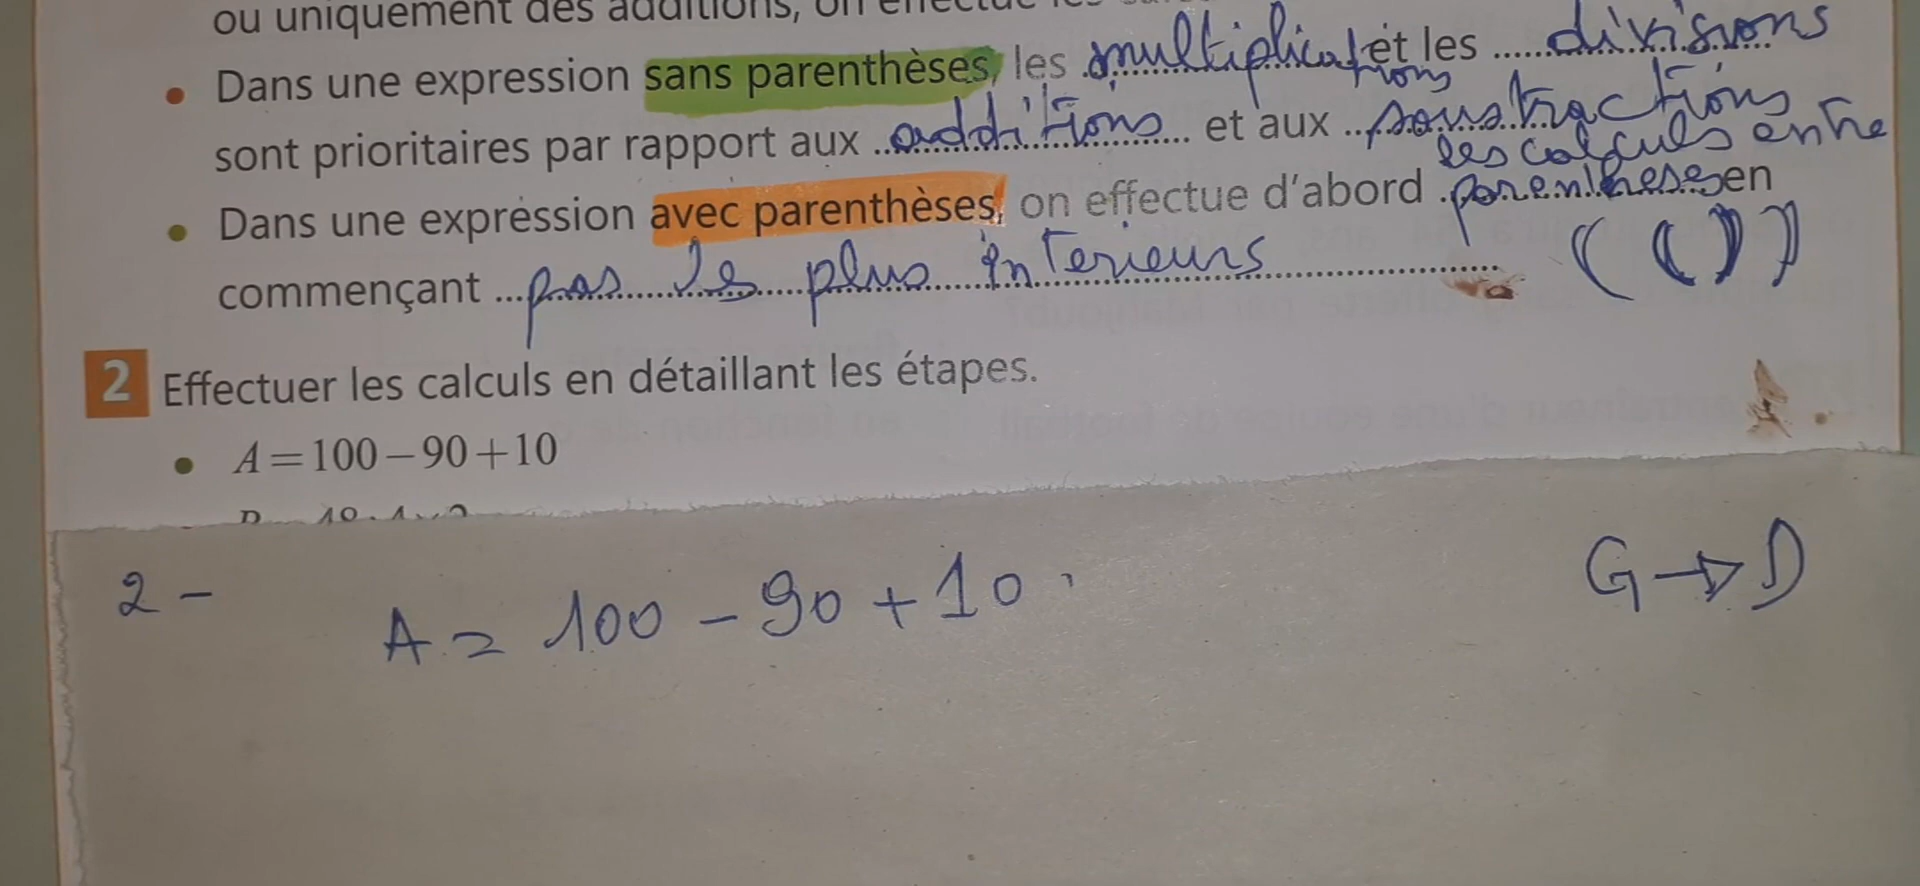 ou uniquement des additions, on effectue les
• Dans une expression sans parenthèses, les multiplications et les divisions
sont prioritaires par rapport aux additions et aux soustractions
• Dans une expression avec parenthèses, on effectue d'abord les calculs entre parenthèses en
commençant par les plus intérieurs ( ( ) )
2 Effectuer les calculs en détaillant les étapes.
• A=100−90+10
2 - A = 100 - 90 + 10 G → D